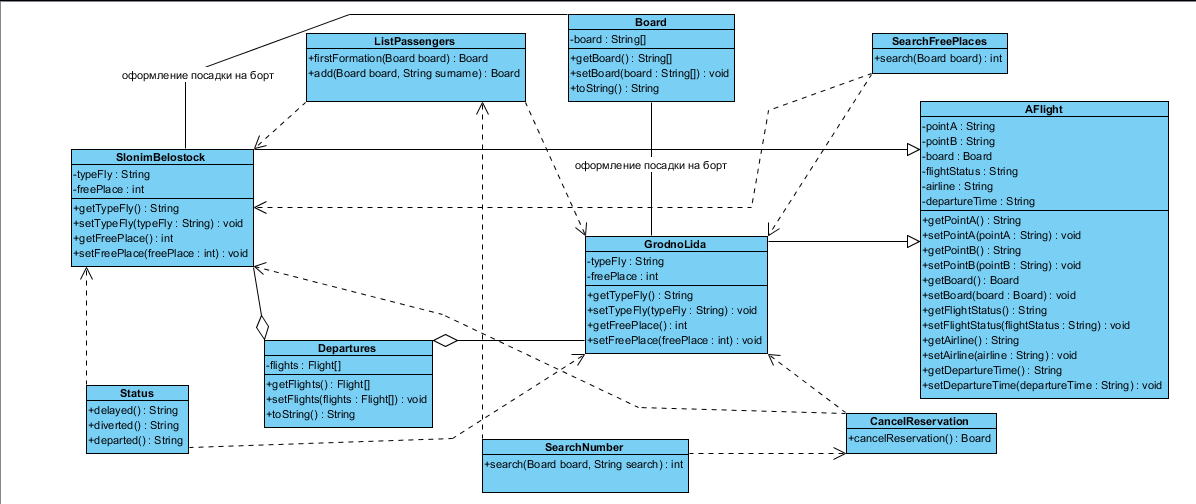 Board
-board : String[]
+getBoard() : String[]
+setBoard(board : String[]) : void
+toString() : String
ListPassengers
+firstFormation(Board board) : Board
+add(Board board, String surname) : Board
SearchFreePlaces
+search(Board board) : int
оформление посадки на борт
AFlight
-pointA : String
-pointB : String
-board : Board
-flightStatus : String
-airline : String
-departureTime : String
+getPointA() : String
+setPointA(pointA : String) : void
+getPointB() : String
+setPointB(pointB : String) : void
+getBoard() : Board
+setBoard(board : Board) : void
+getFlightStatus() : String
+setFlightStatus(flightStatus : String) : void
+getAirline() : String
+setAirline(airline : String) : void
+getDepartureTime() : String
+setDepartureTime(departureTime : String) : void
SlonimBelostock
-typeFly : String
-freePlace : int
+getTypeFly() : String
+setTypeFly(typeFly : String) : void
+getFreePlace() : int
+setFreePlace(freePlace : int) : void
оформление посадки на борт
GrodnoLida
-typeFly : String
-freePlace : int
+getTypeFly() : String
+setTypeFly(typeFly : String) : void
+getFreePlace() : int
+setFreePlace(freePlace : int) : void
Departures
-flights : Flight[]
+getFlights() : Flight[]
+setFlights(flights : Flight[]) : void
+toString() : String
Status
+delayed() : String
+diverted() : String
+departed() : String
CancelReservation
+cancelReservation() : Board
SearchNumber
+search(Board board, String search) : int